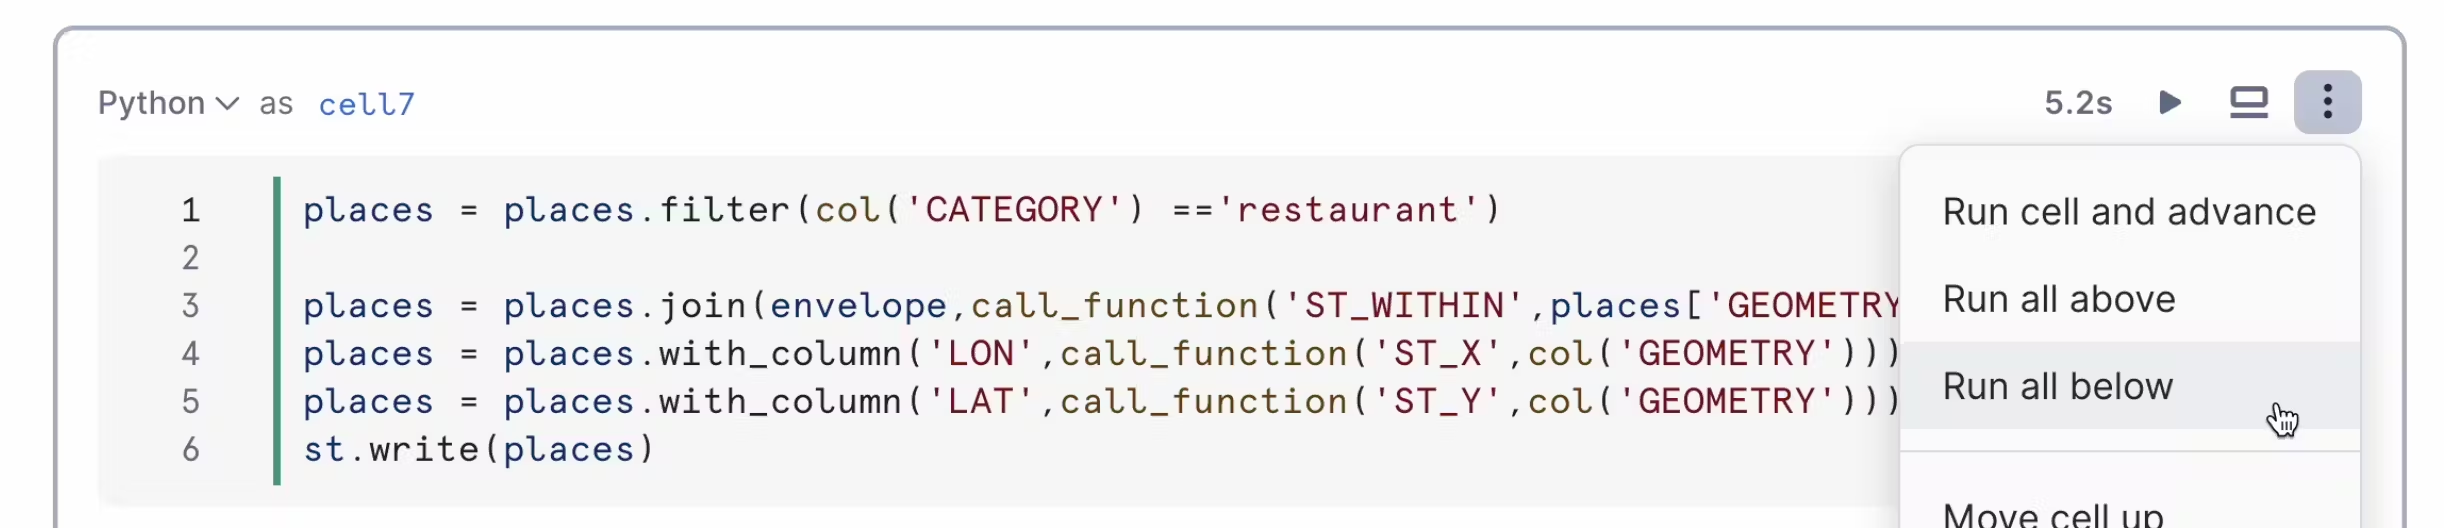 Python as cell7 5.2s
1 places = places.filter(col('CATEGORY') =='restaurant')
2
3 places = places.join(envelope,call_function('ST_WITHIN',places['GEOMETRY
4 places = places.with_column('LON',call_function('ST_X',col('GEOMETRY')))
5 places = places.with_column('LAT',call_function('ST_Y',col('GEOMETRY')))
6 st.write(places)
Run cell and advance
Run all above
Run all below
Move cell up